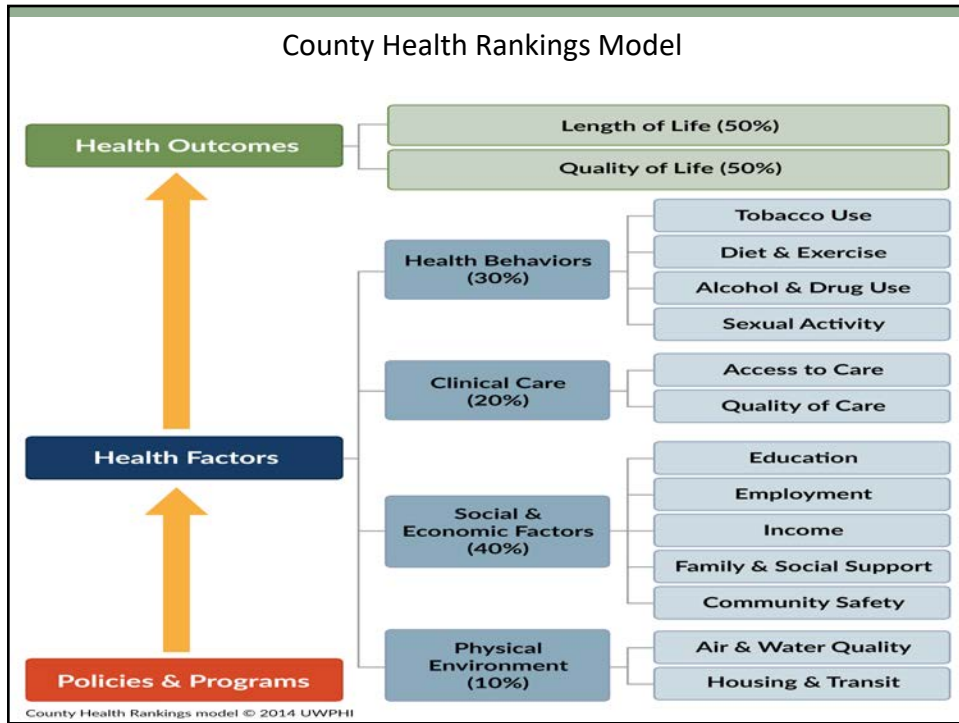 County Health Rankings Model
Health Outcomes
Length of Life (50%)
Quality of Life (50%)
Health Behaviors
(30%)
Tobacco Use
Diet & Exercise
Alcohol & Drug Use
Sexual Activity
Clinical Care
(20%)
Access to Care
Quality of Care
Health Factors
Social &
Economic Factors
(40%)
Education
Employment
Income
Family & Social Support
Community Safety
Physical
Environment
(10%)
Air & Water Quality
Housing & Transit
Policies & Programs
County Health Rankings model © 2014 UWPHI